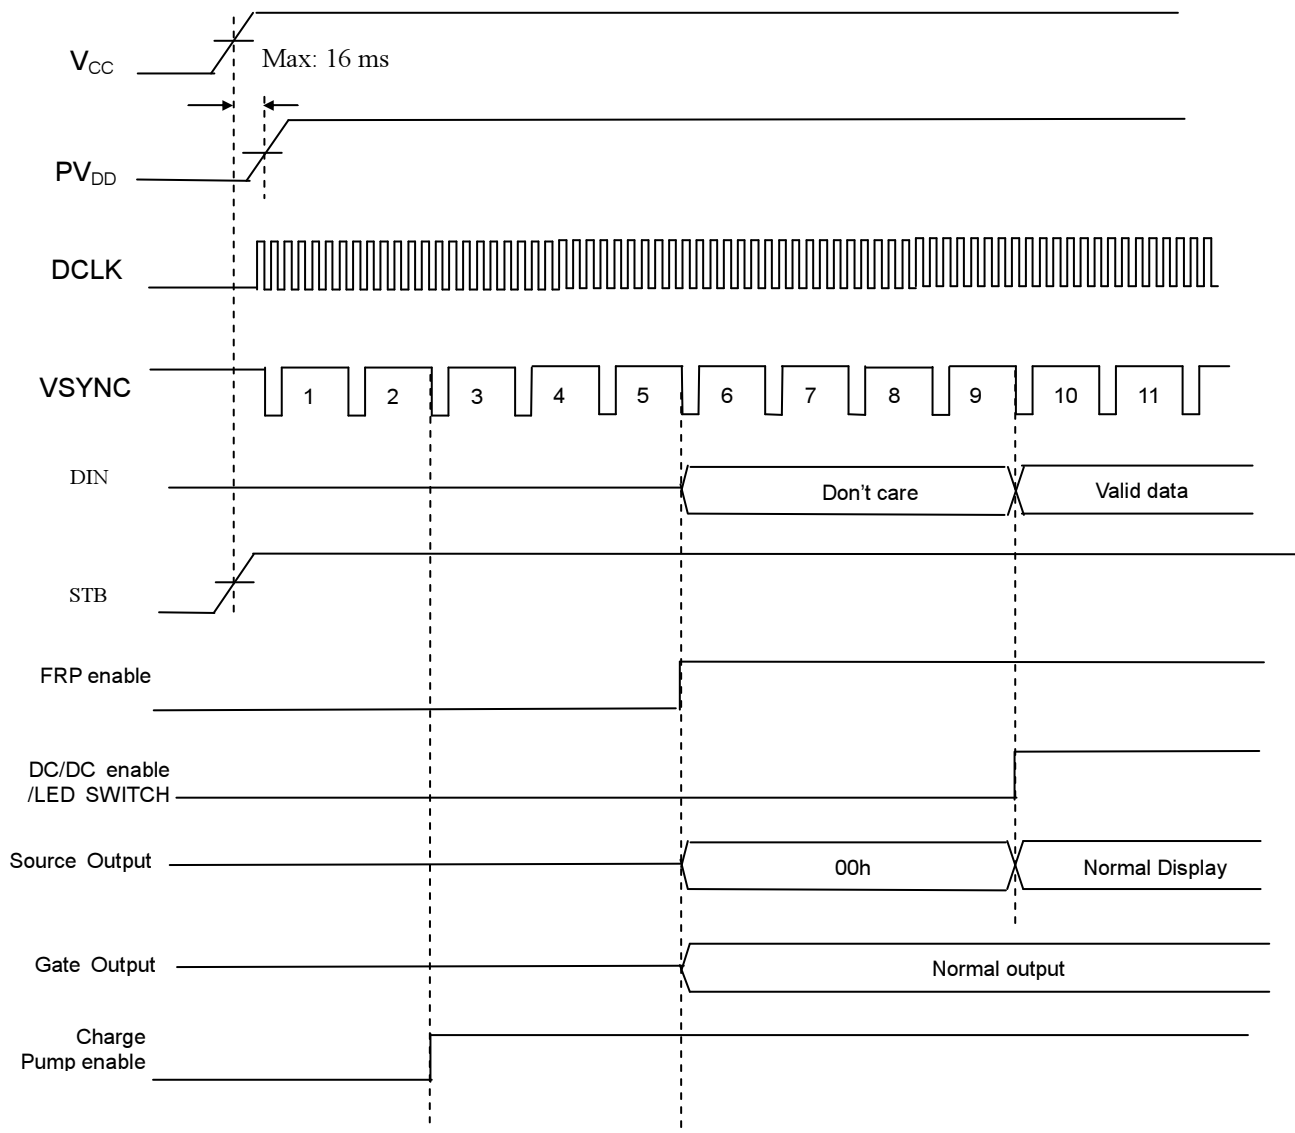 VCC
Max: 16 ms
PVDD
DCLK
VSYNC
1 2 3 4 5 6 7 8 9 10 11
DIN
Don't care
Valid data
STB
FRP enable
DC/DC enable
/LED SWITCH
Source Output
00h
Normal Display
Gate Output
Normal output
Charge
Pump enable